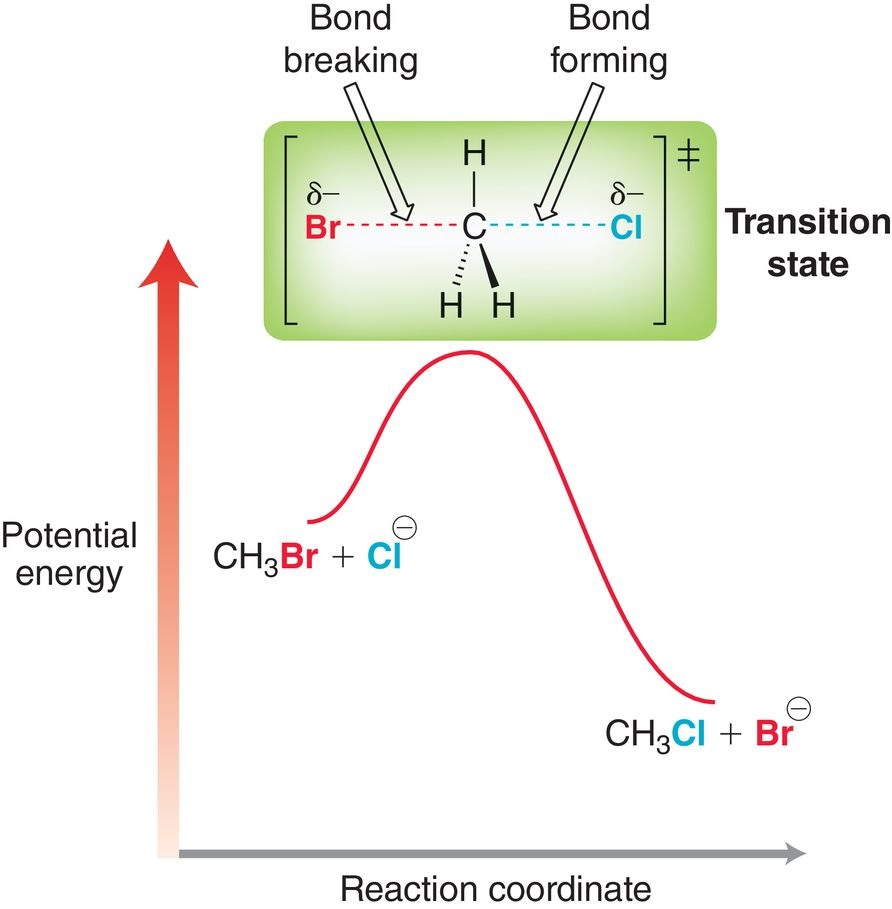 Bond breaking
Bond forming
H
δ– δ–
Br C Cl
H H
‡
Transition state
Potential energy
CH₃Br + Cl⊖
CH₃Cl + Br⊖
Reaction coordinate